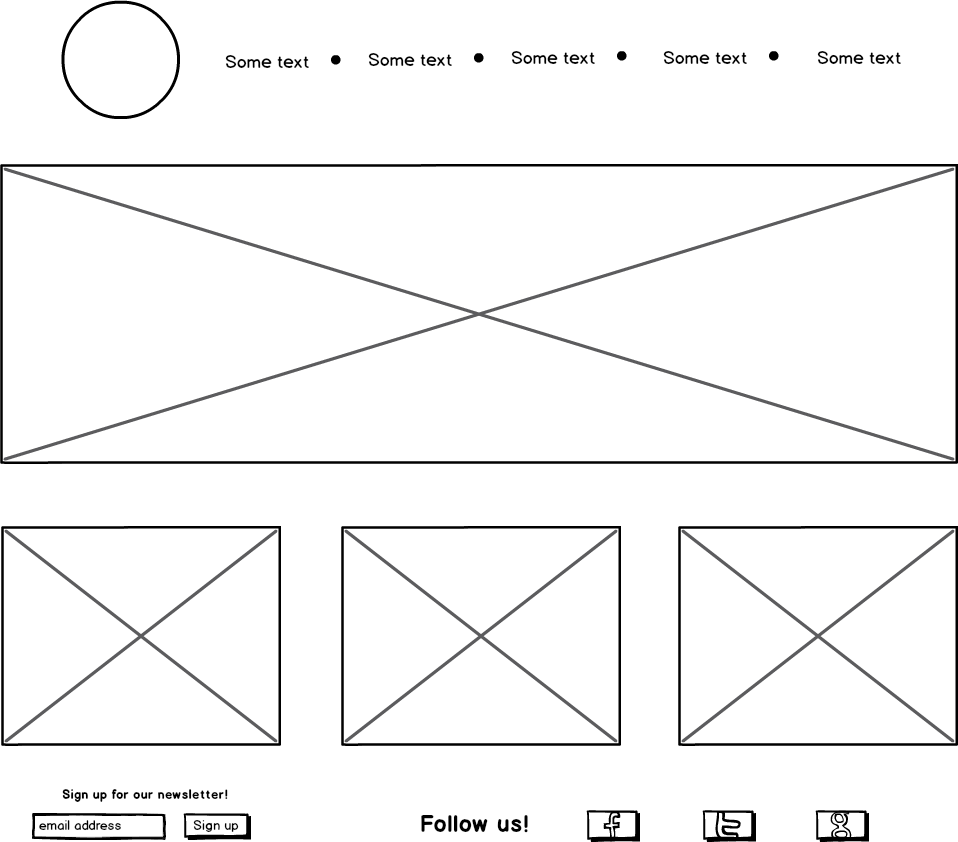 Some text • Some text • Some text • Some text • Some text
Sign up for our newsletter!
email address
Sign up
Follow us!
f
t
g